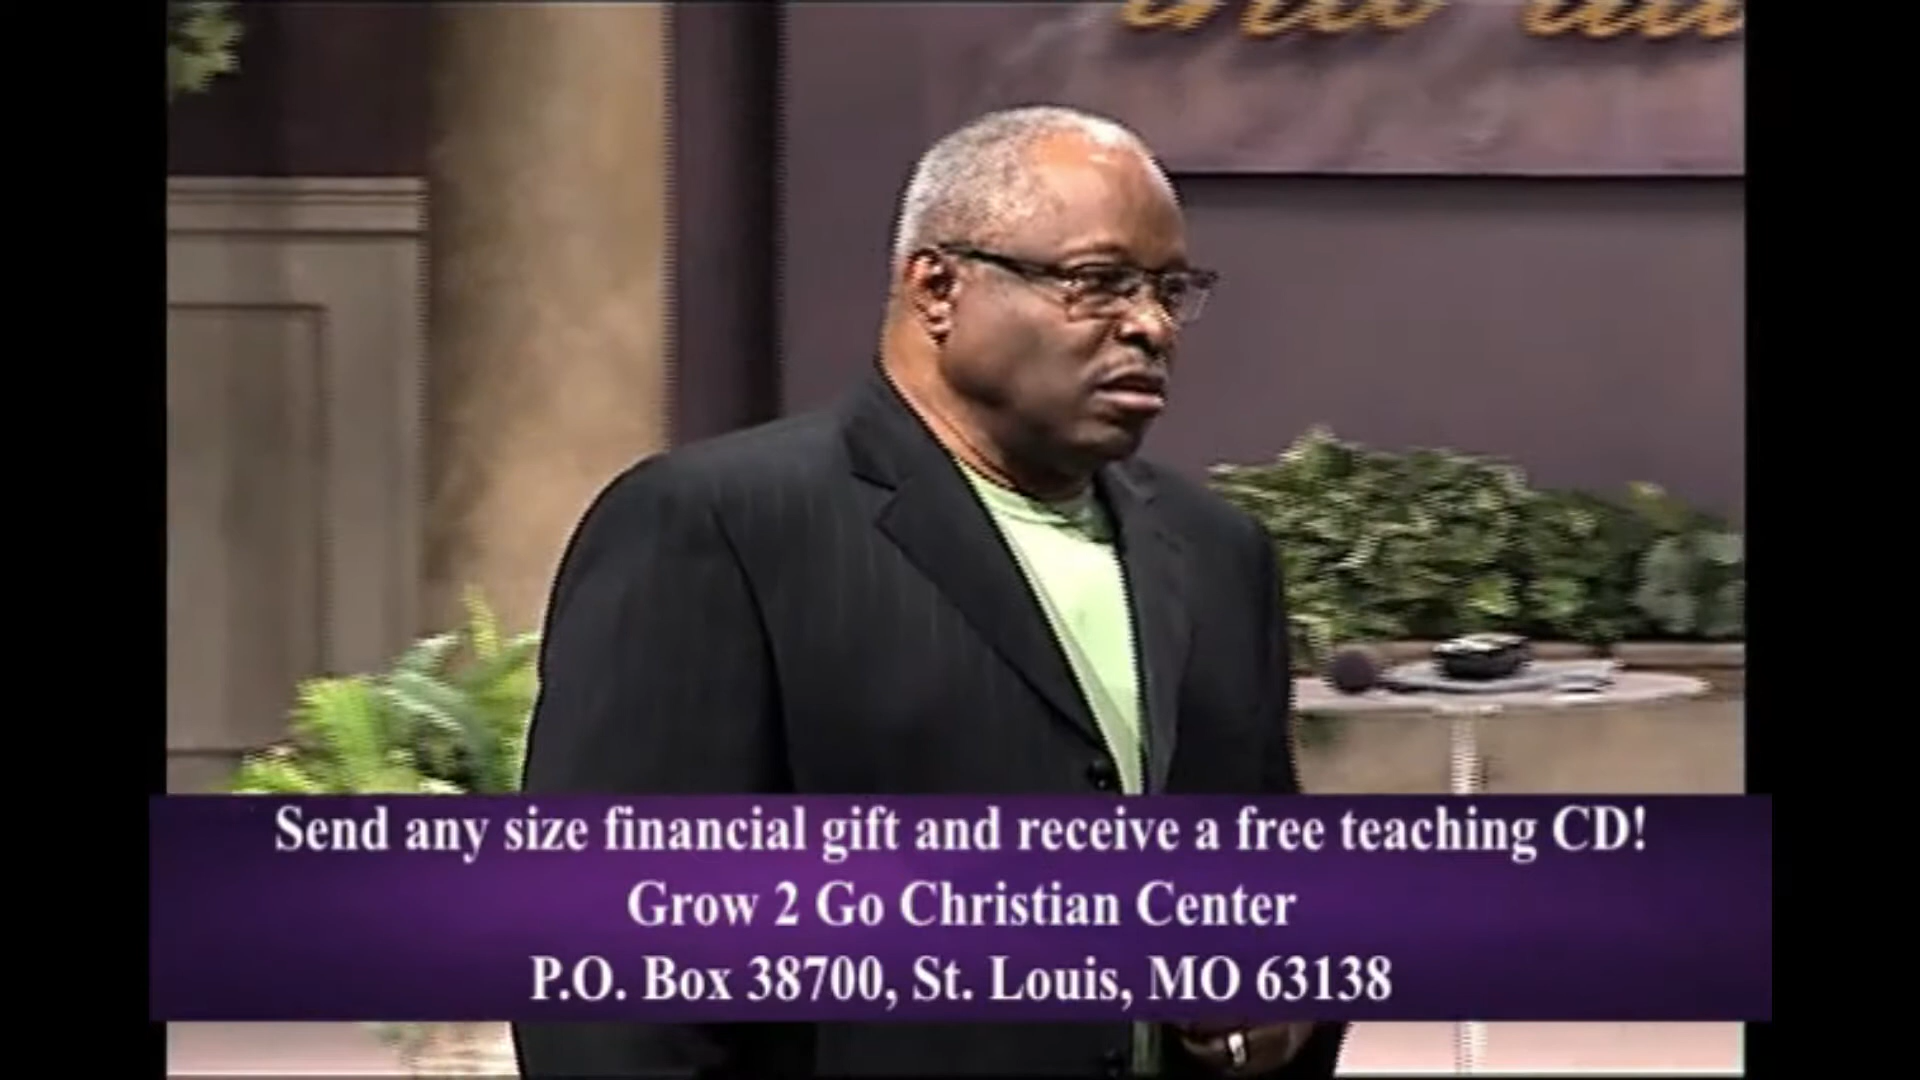 Send any size financial gift and receive a free teaching CD!
Grow 2 Go Christian Center
P.O. Box 38700, St. Louis, MO 63138